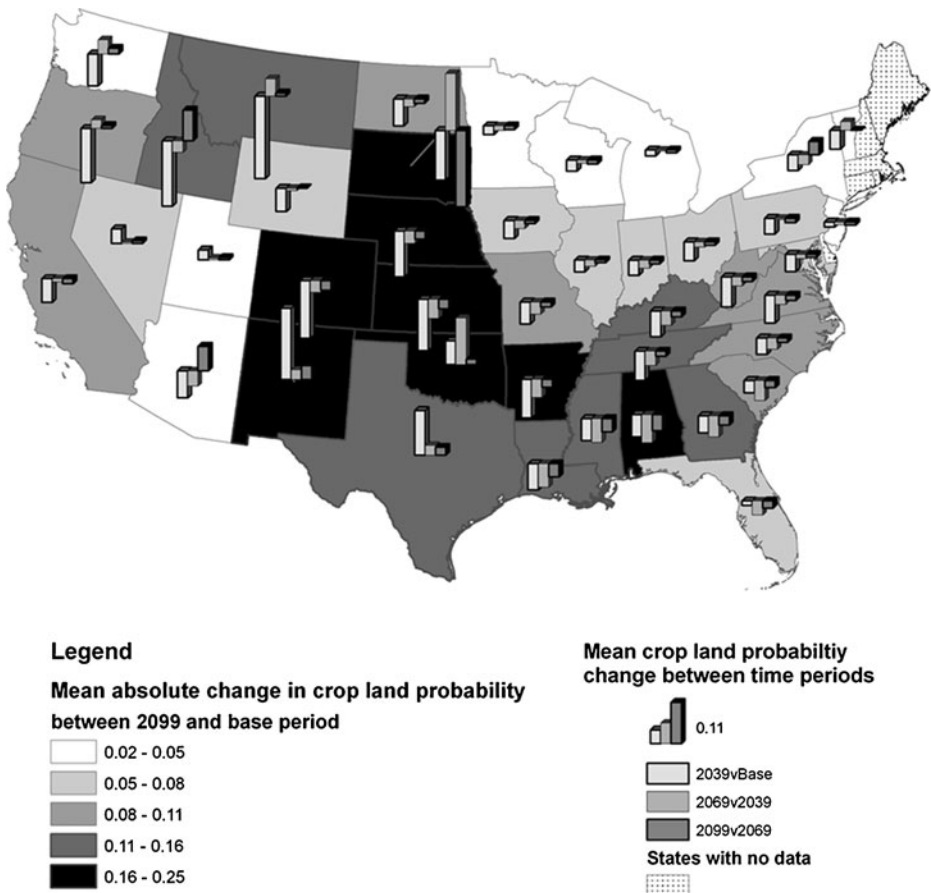 Legend
Mean absolute change in crop land probability
between 2099 and base period
0.02 - 0.05
0.05 - 0.08
0.08 - 0.11
0.11 - 0.16
0.16 - 0.25
Mean crop land probabiltiy
change between time periods
0.11
2039vBase
2069v2039
2099v2069
States with no data